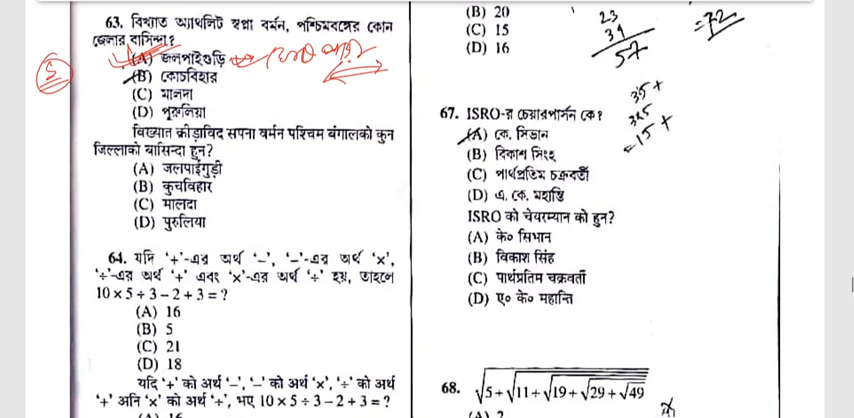 63. বিখ্যাত অ্যাথলিট স্বপ্না বর্মন, পশ্চিমবঙ্গের কোন
জেলার বাসিন্দা?
(A) জলপাইগুড়ি
(B) কোচবিহার
(C) মালদা
(D) পুরুলিয়া
विख्यात क्रीडाविद सपना वर्मन पश्चिम बंगालको कुन
जिल्लाको बासिन्दा हुन?
(A) जलपाईगुड़ी
(B) कुचविहार
(C) मालदा
(D) पुरुलिया
64. যদি '+'-এর অর্থ '–', '–'-এর অর্থ 'x',
'÷'-এর অর্থ '+' এবং 'x'-এর অর্থ '÷' হয়, তাহলে
10 × 5 ÷ 3 – 2 + 3 = ?
(A) 16
(B) 5
(C) 21
(D) 18
यदि '+' को अर्थ '–', '–' को अर्थ 'x', '÷' को अर्थ
'+' अनि 'x' को अर्थ '÷', भए 10 × 5 ÷ 3 – 2 + 3 = ?
(B) 20
(C) 15
(D) 16
23
34
57
=72
67. ISRO-র চেয়ারপার্সন কে?
(A) কে. সিভান
(B) বিকাশ সিংহ
(C) পার্থপ্রতিম চক্রবর্তী
(D) এ. কে. মহান্তি
ISRO को चेयरम्यान को हुन?
(A) के० सिभान
(B) विकाश सिंह
(C) पार्थप्रतिम चक्रवर्ती
(D) ए० के० महान्ति
68. √5 + √11 + √19 + √29 + √49